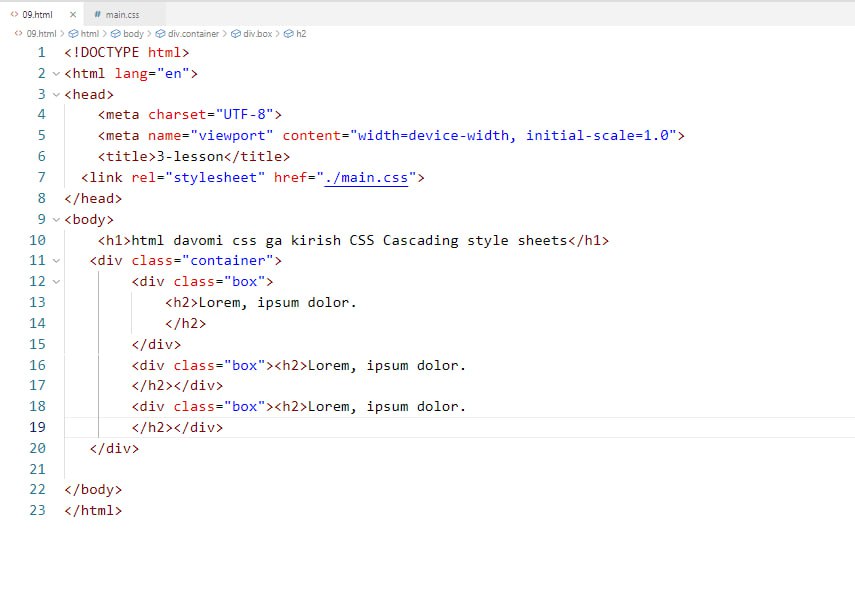 09.html × # main.css
09.html > html > body > div.container > div.box > h2
1 <!DOCTYPE html>
2 <html lang="en">
3 <head>
4 <meta charset="UTF-8">
5 <meta name="viewport" content="width=device-width, initial-scale=1.0">
6 <title>3-lesson</title>
7 <link rel="stylesheet" href="./main.css">
8 </head>
9 <body>
10 <h1>html davomi css ga kirish CSS Cascading style sheets</h1>
11 <div class="container">
12 <div class="box">
13 <h2>Lorem, ipsum dolor.
14 </h2>
15 </div>
16 <div class="box"><h2>Lorem, ipsum dolor.
17 </h2></div>
18 <div class="box"><h2>Lorem, ipsum dolor.
19 </h2></div>
20 </div>
21
22 </body>
23 </html>